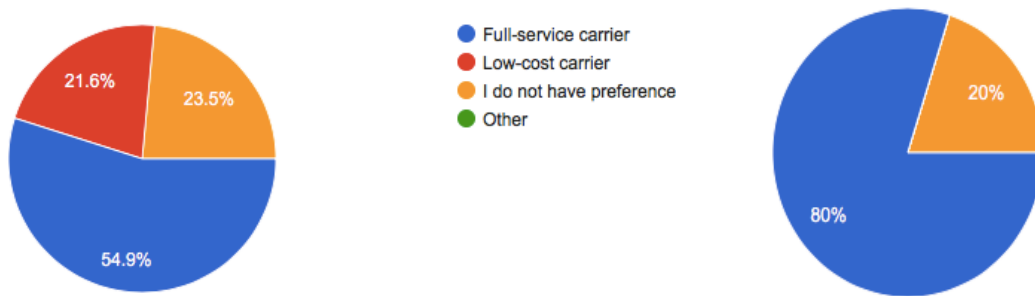 21.6%
23.5%
54.9%
Full-service carrier
Low-cost carrier
I do not have preference
Other
20%
80%